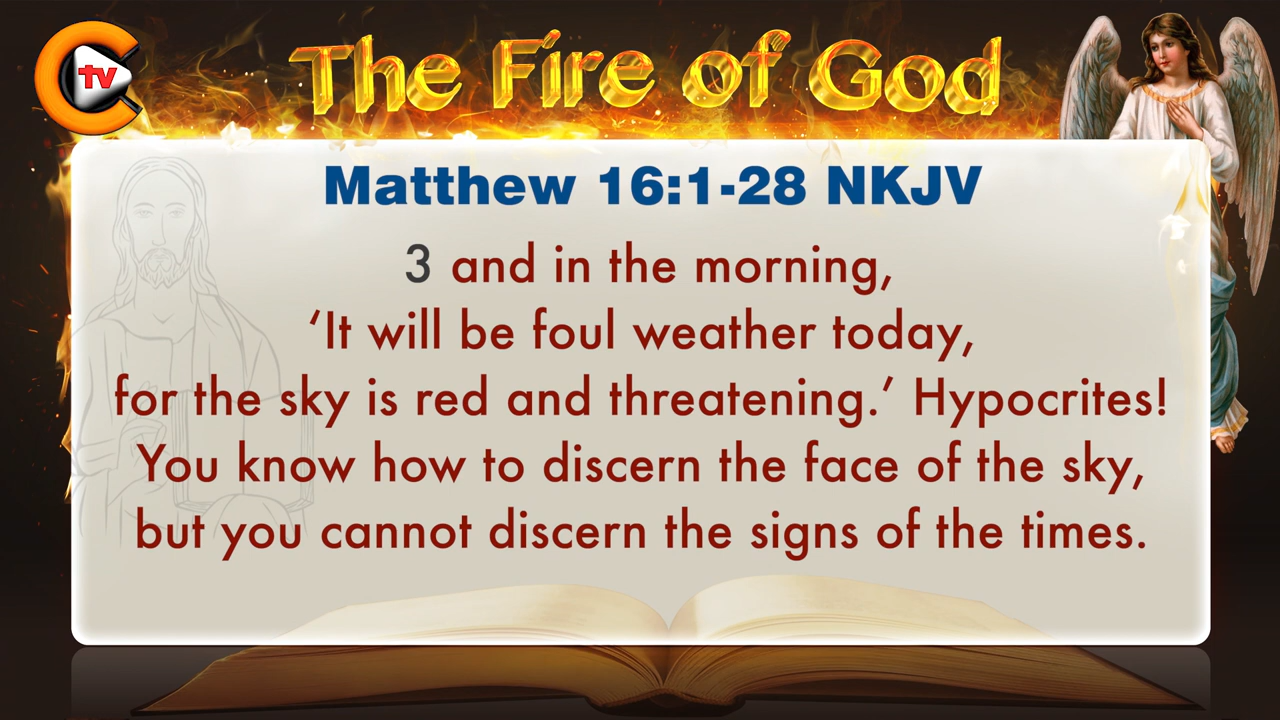 tv
The Fire of God
Matthew 16:1-28 NKJV
3 and in the morning,
‘It will be foul weather today,
for the sky is red and threatening.’ Hypocrites!
You know how to discern the face of the sky,
but you cannot discern the signs of the times.